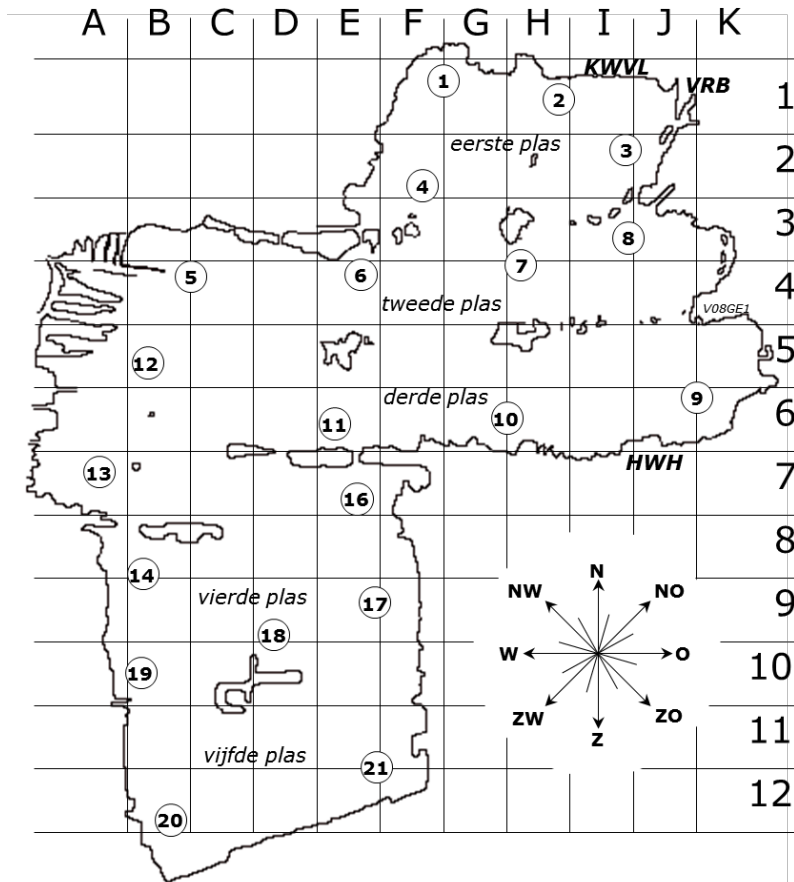 A B C D E F G H I J K
KWVL
1 1
VRB
2
eerste plas
3 2
4
3
8
5 6 7
4
tweede plas
V08GE1
12
5
derde plas 9
11 10
6
HWH
13
7
16
8
14
N
NW NO
vierde plas 17
9
18
W O
19
10
ZW ZO
Z
11
vijfde plas
21
12
20